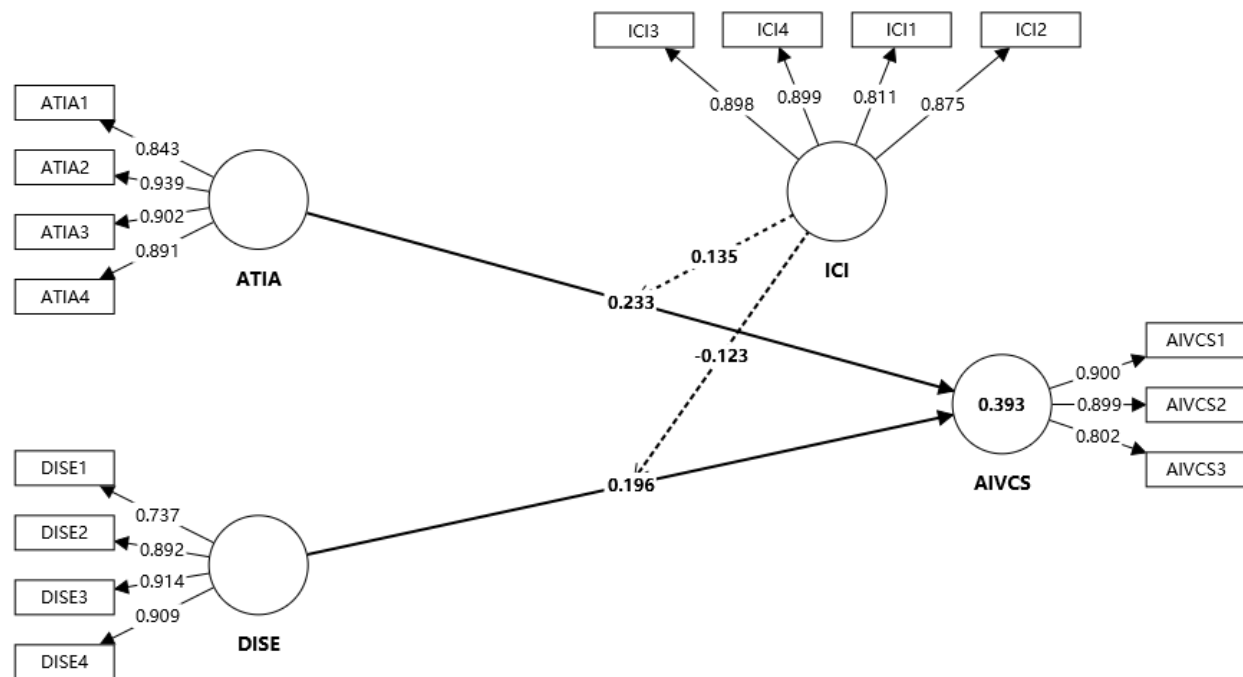 ICI3
ICI4
ICI1
ICI2
0.898
0.899
0.811
0.875
ICI
ATIA1
ATIA2
ATIA3
ATIA4
0.843
0.939
0.902
0.891
ATIA
0.135
0.233
-0.123
0.196
DISE1
DISE2
DISE3
DISE4
0.737
0.892
0.914
0.909
DISE
0.393
AIVCS
0.900
0.899
0.802
AIVCS1
AIVCS2
AIVCS3